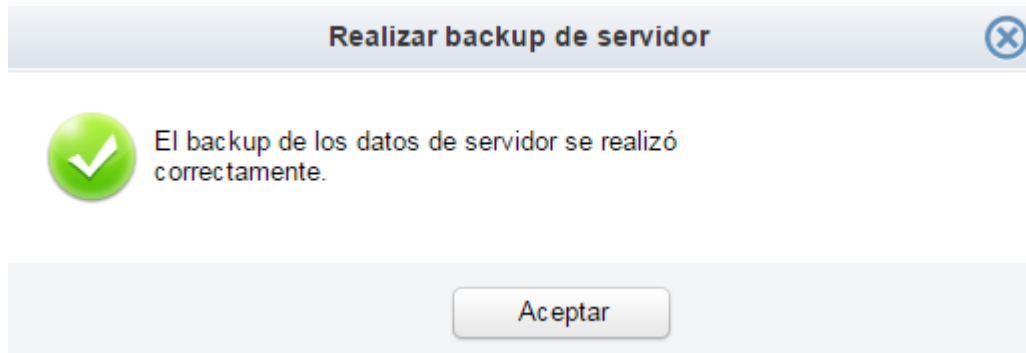 Realizar backup de servidor
El backup de los datos de servidor se realizó
correctamente.
Aceptar